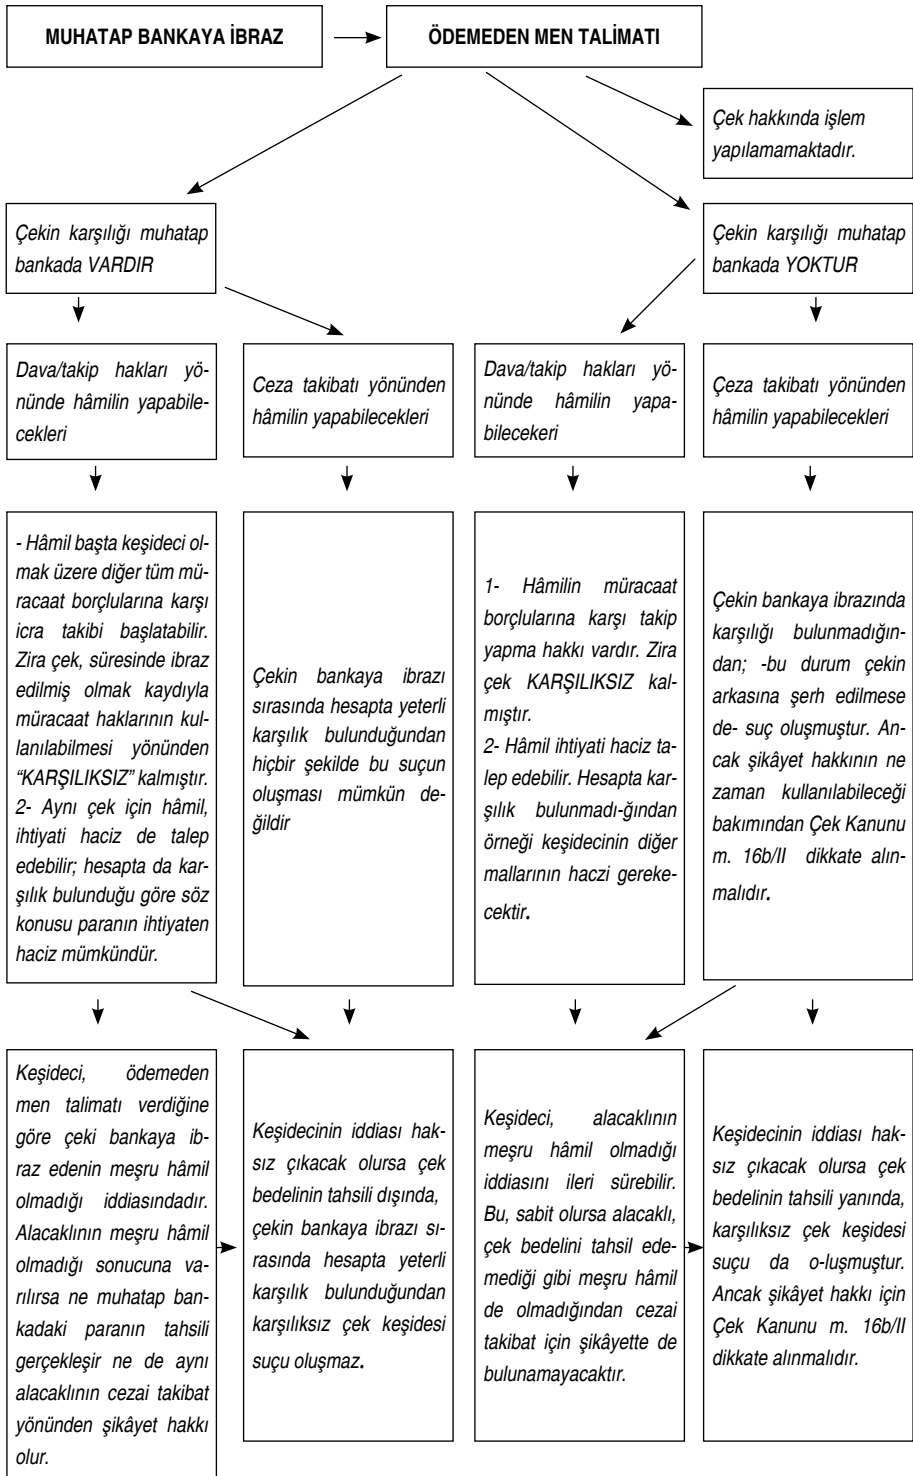 MUHATAP BANKAYA İBRAZ
ÖDEMEDEN MEN TALİMATI
Çek hakkında işlem
yapılamamaktadır.
Çekin karşılığı muhatap
bankada VARDIR
Çekin karşılığı muhatap
bankada YOKTUR
Dava/takip hakları yö-
nünde hâmilin yapabile-
cekleri
Ceza takibatı yönünden
hâmilin yapabilecekleri
Dava/takip hakları yö-
nünde hâmilin yapa-
bilecekeri
Çeza takibatı yönünden
hâmilin yapabilecekleri
- Hâmil başta keşideci ol-
mak üzere diğer tüm mü-
racaat borçlularına karşı
icra takibi başlatabilir.
Zira çek, süresinde ibraz
edilmiş olmak kaydıyla
müracaat haklarının kul-
lanılabilmesi yönünden
“KARŞILIKSIZ” kalmıştır.
2- Aynı çek için hâmil,
ihtiyati haciz de talep
edebilir; hesapta da kar-
şılık bulunduğu göre söz
konusu paranın ihtiyaten
haciz mümkündür.
Çekin bankaya ibrazı
sırasında hesapta yeterli
karşılık bulunduğundan
hiçbir şekilde bu suçun
oluşması mümkün de-
ğildir
1- Hâmilin müracaat
borçlularına karşı takip
yapma hakkı vardır. Zira
çek KARŞILIKSIZ kal-
mıştır.
2- Hâmil ihtiyati haciz ta-
lep edebilir. Hesapta kar-
şılık bulunmadı-ğından
örneği keşidecinin diğer
mallarının haczi gereke-
cektir.
Çekin bankaya ibrazında
karşılığı bulunmadığın-
dan; -bu durum çekin
arkasına şerh edilmese
de- suç oluşmuştur. An-
cak şikâyet hakkının ne
zaman kullanılabileceği
bakımından Çek Kanunu
m. 16b/II dikkate alın-
malıdır.
Keşideci, ödemeden
men talimatı verdiğine
göre çeki bankaya ib-
raz edenin meşru hâmil
olmadığı iddiasındadır.
Alacaklının meşru hâmil
olmadığı sonucuna va-
rılırsa ne muhatap ban-
kadaki paranın tahsili
gerçekleşir ne de aynı
alacaklının cezai takibat
yönünden şikâyet hakkı
olur.
Keşidecinin iddiası hak-
sız çıkacak olursa çek
bedelinin tahsili dışında,
çekin bankaya ibrazı sı-
rasında hesapta yeterli
karşılık bulunduğundan
karşılıksız çek keşidesi
suçu oluşmaz.
Keşideci, alacaklının
meşru hâmil olmadığı
iddiasını ileri sürebilir.
Bu, sabit olursa alacaklı,
çek bedelini tahsil ede-
mediği gibi meşru hâmil
de olmadığından cezai
takibat için şikâyette de
bulunamayacaktır.
Keşidecinin iddiası hak-
sız çıkacak olursa çek
bedelinin tahsili yanında,
karşılıksız çek keşidesi
suçu da o-luşmuştur.
Ancak şikâyet hakkı için
Çek Kanunu m. 16b/II
dikkate alınmalıdır.